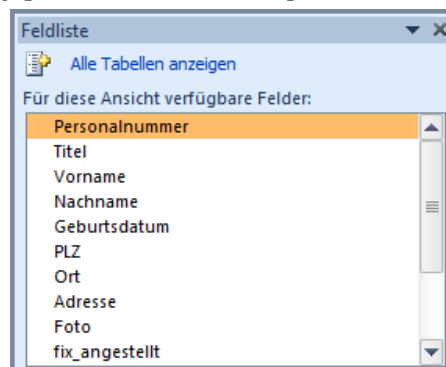 Feldliste
Alle Tabellen anzeigen
Für diese Ansicht verfügbare Felder:
Personalnummer
Titel
Vorname
Nachname
Geburtsdatum
PLZ
Ort
Adresse
Foto
fix_angestellt